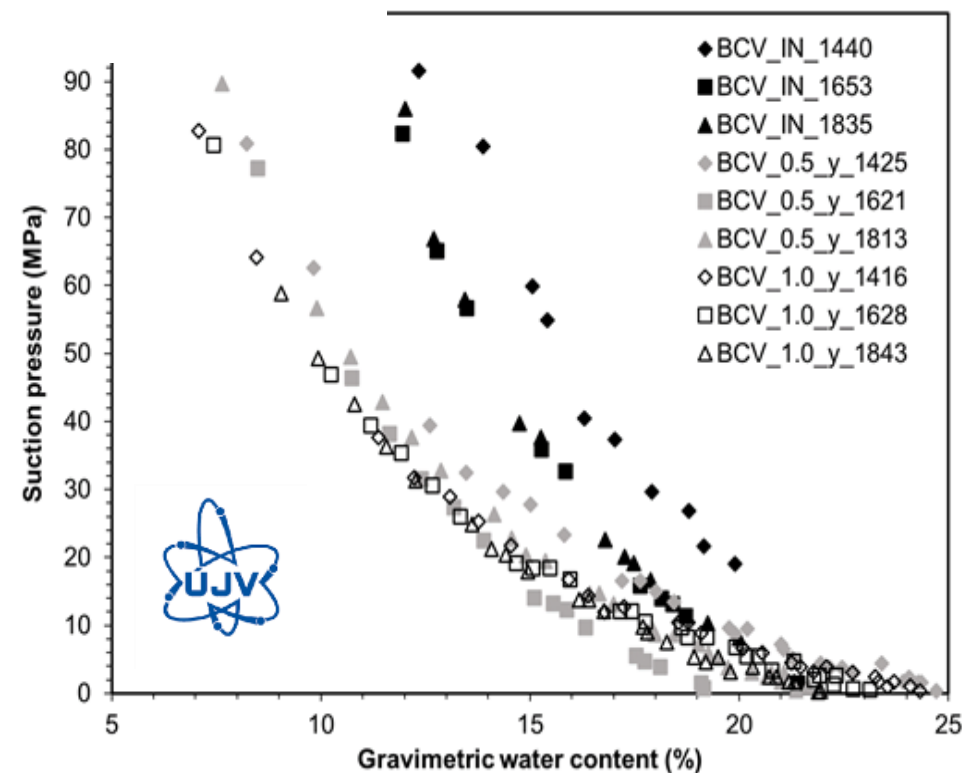 BCV_IN_1440
BCV_IN_1653
BCV_IN_1835
BCV_0.5_y_1425
BCV_0.5_y_1621
BCV_0.5_y_1813
BCV_1.0_y_1416
BCV_1.0_y_1628
BCV_1.0_y_1843
90
80
70
60
50
40
30
20
10
0
Suction pressure (MPa)
ÚJV
5
10
15
20
25
Gravimetric water content (%)